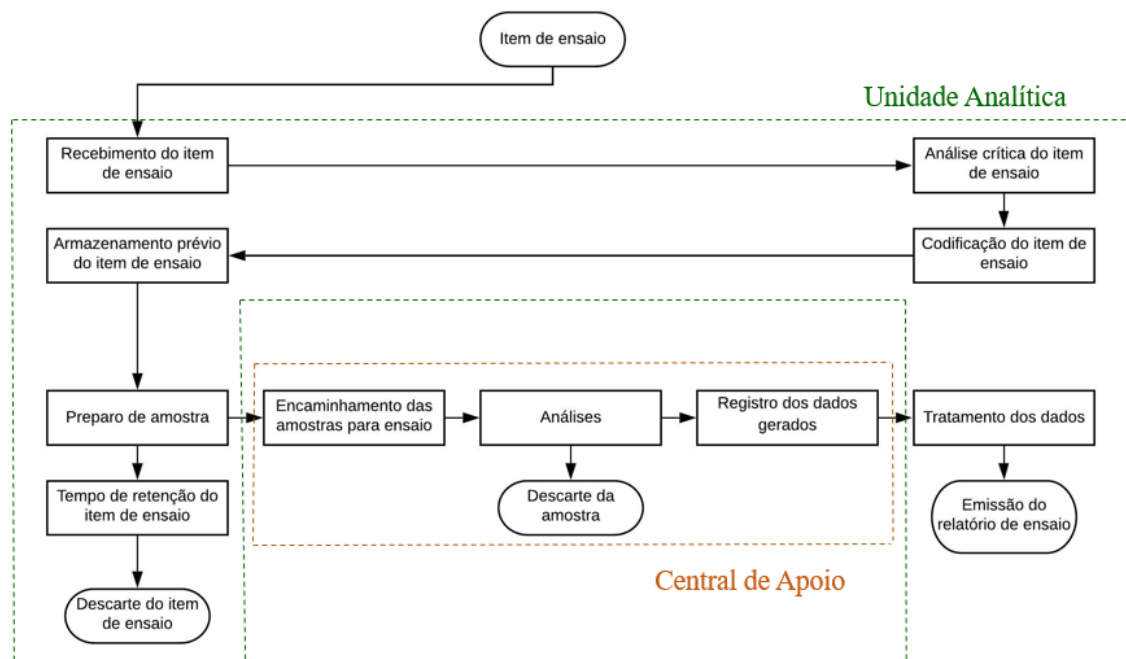 Item de ensaio
Unidade Analítica
Recebimento do item
de ensaio
Análise crítica do item
de ensaio
Armazenamento prévio
do item de ensaio
Codificação do item de
ensaio
Preparo de amostra
Encaminhamento das
amostras para ensaio
Análises
Registro dos dados
gerados
Tratamento dos dados
Tempo de retenção do
item de ensaio
Descarte da
amostra
Emissão do
relatório de ensaio
Central de Apoio
Descarte do item
de ensaio